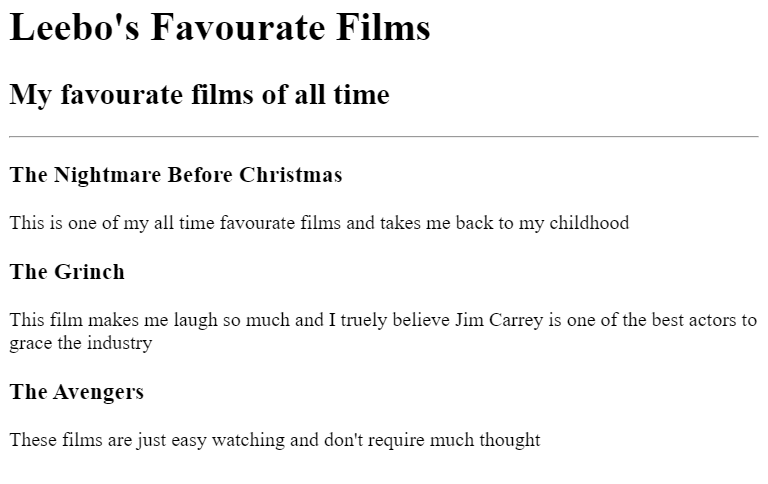 Leebo's Favourate Films
My favourate films of all time
The Nightmare Before Christmas
This is one of my all time favourate films and takes me back to my childhood
The Grinch
This film makes me laugh so much and I truely believe Jim Carrey is one of the best actors to
grace the industry
The Avengers
These films are just easy watching and don't require much thought